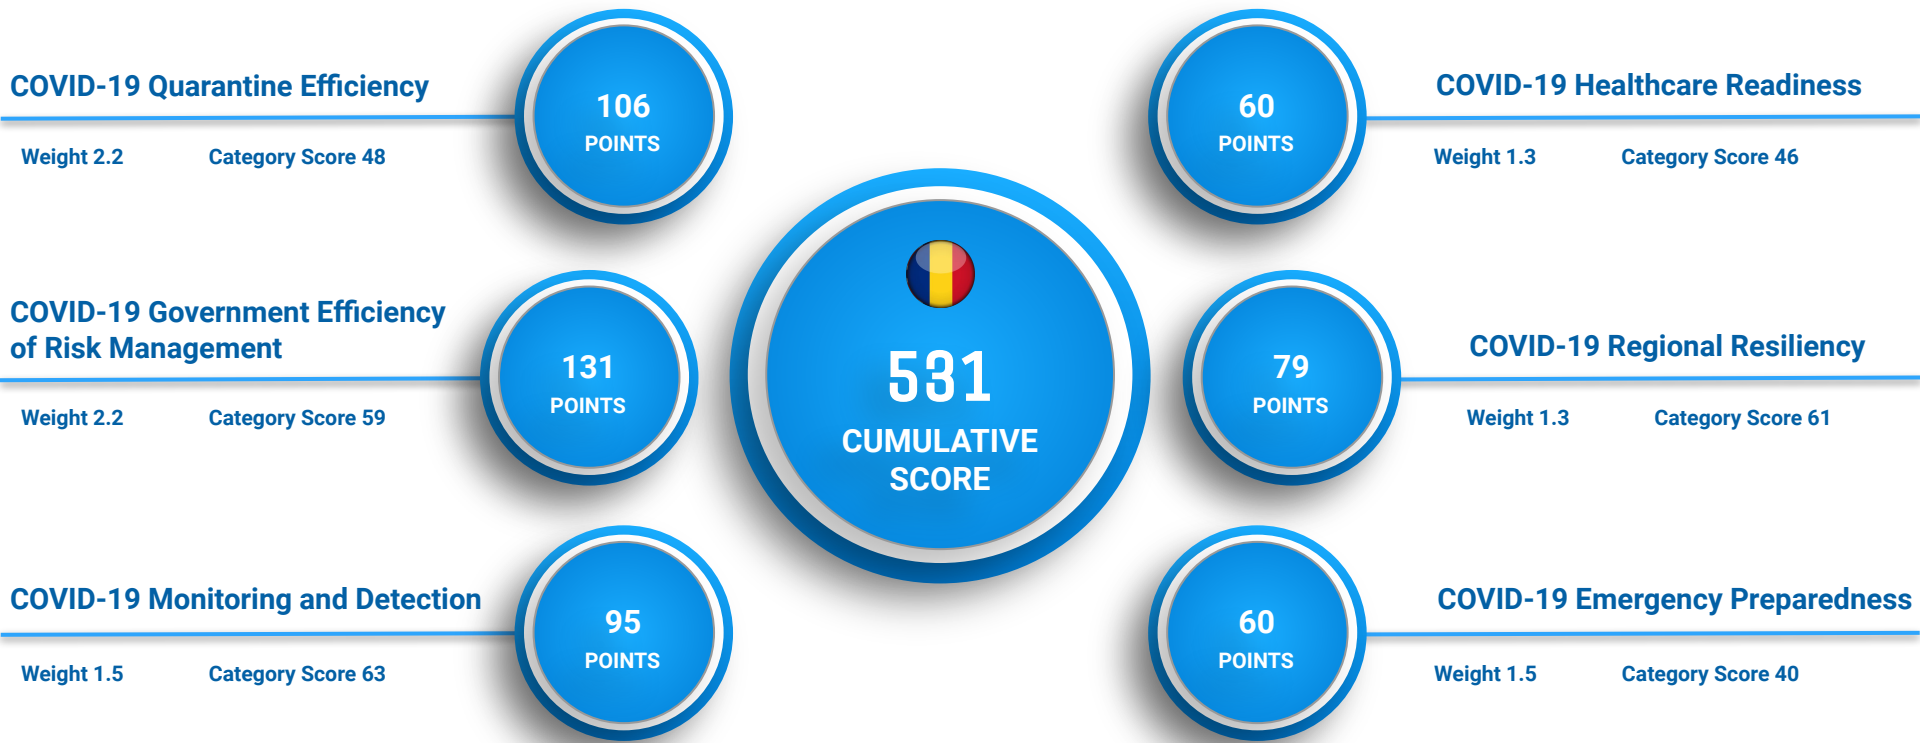 COVID-19 Quarantine Efficiency
Weight 2.2 Category Score 48
106
POINTS
COVID-19 Government Efficiency
of Risk Management
Weight 2.2 Category Score 59
131
POINTS
COVID-19 Monitoring and Detection
Weight 1.5 Category Score 63
95
POINTS
531
CUMULATIVE
SCORE
60
POINTS
COVID-19 Healthcare Readiness
Weight 1.3 Category Score 46
79
POINTS
COVID-19 Regional Resiliency
Weight 1.3 Category Score 61
60
POINTS
COVID-19 Emergency Preparedness
Weight 1.5 Category Score 40